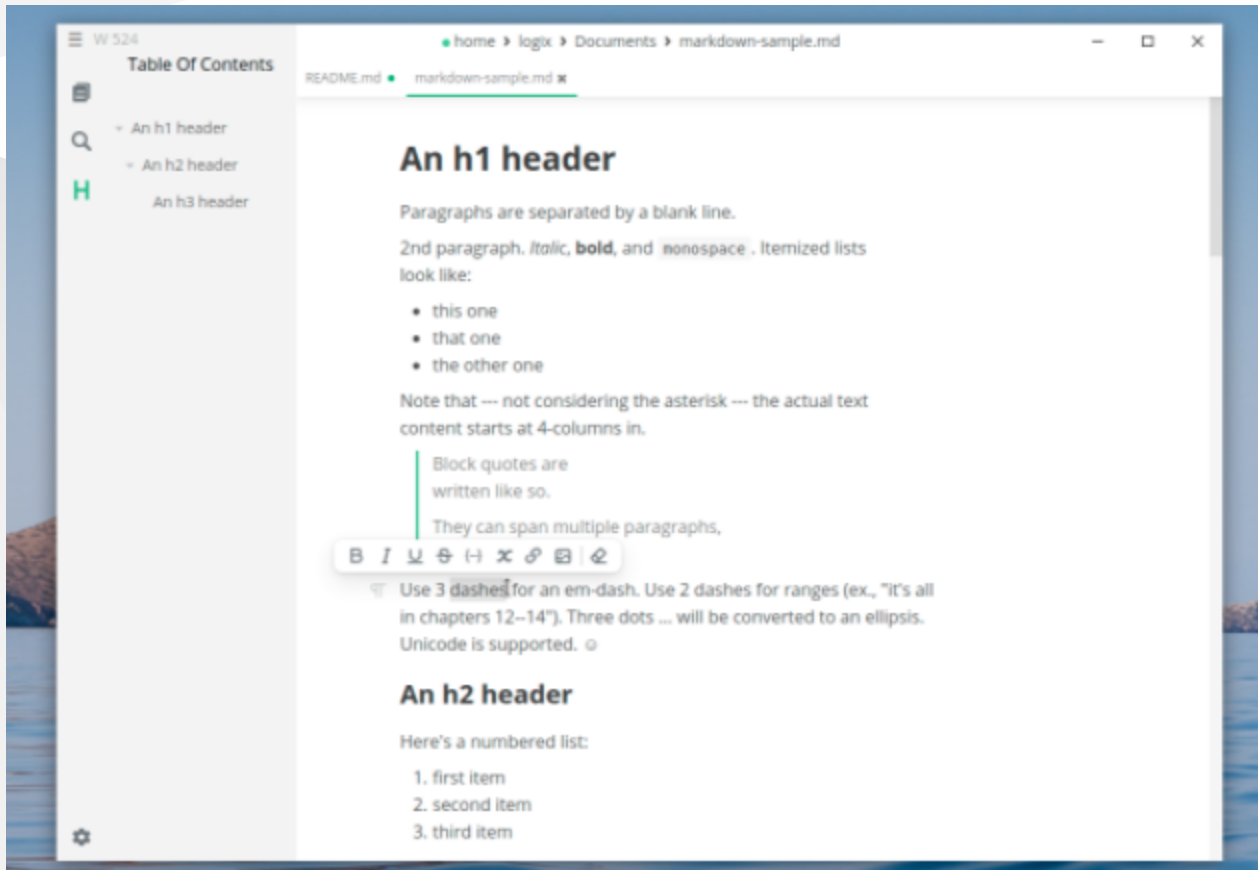 W 524
home › logix › Documents › markdown-sample.md
Table Of Contents
README.md
markdown-sample.md
An h1 header
An h2 header
An h3 header
An h1 header
Paragraphs are separated by a blank line.
2nd paragraph. Italic, bold, and monospace . Itemized lists
look like:
• this one
• that one
• the other one
Note that --- not considering the asterisk --- the actual text
content starts at 4-columns in.
Block quotes are
written like so.
They can span multiple paragraphs,
B I U S
Use 3 dashes for an em-dash. Use 2 dashes for ranges (ex., "it's all
in chapters 12--14"). Three dots ... will be converted to an ellipsis.
Unicode is supported. ☺
An h2 header
Here's a numbered list:
1. first item
2. second item
3. third item